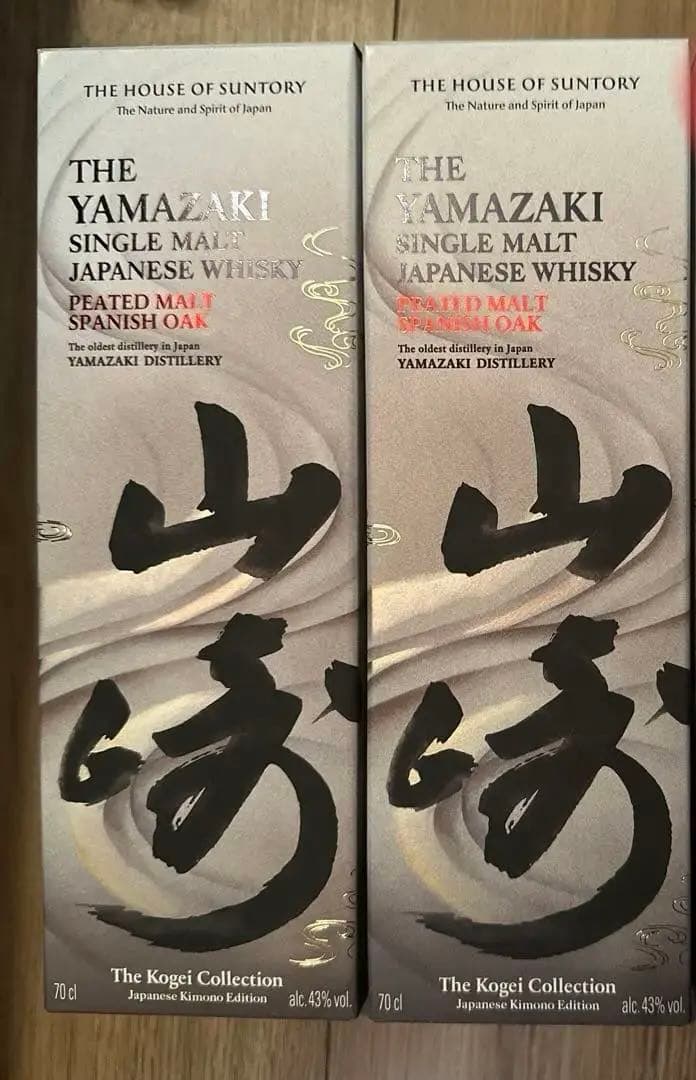 THE HOUSE OF SUNTORY
The Nature and Spirit of Japan
THE
YAMAZAKI
SINGLE MALT
JAPANESE WHISKY
PEATED MALT
SPANISH OAK
The oldest distillery in Japan
YAMAZAKI DISTILLERY
山
崎
The Kogei Collection
Japanese Kimono Edition
70 cl
alc. 43% vol.
THE HOUSE OF SUNTORY
The Nature and Spirit of Japan
THE
YAMAZAKI
SINGLE MALT
JAPANESE WHISKY
PEATED MALT
SPANISH OAK
The oldest distillery in Japan
YAMAZAKI DISTILLERY
山
崎
The Kogei Collection
Japanese Kimono Edition
70 cl
alc. 43% vol.